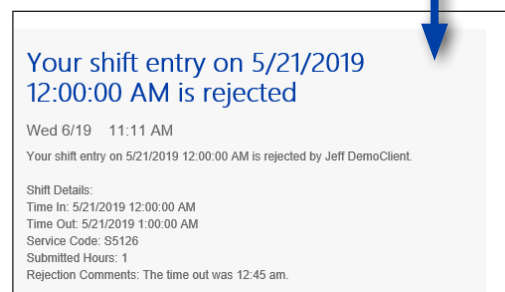 Your shift entry on 5/21/2019
12:00:00 AM is rejected
Wed 6/19 11:11 AM
Your shift entry on 5/21/2019 12:00:00 AM is rejected by Jeff DemoClient.
Shift Details:
Time In: 5/21/2019 12:00:00 AM
Time Out: 5/21/2019 1:00:00 AM
Service Code: S5126
Submitted Hours: 1
Rejection Comments: The time out was 12:45 am.